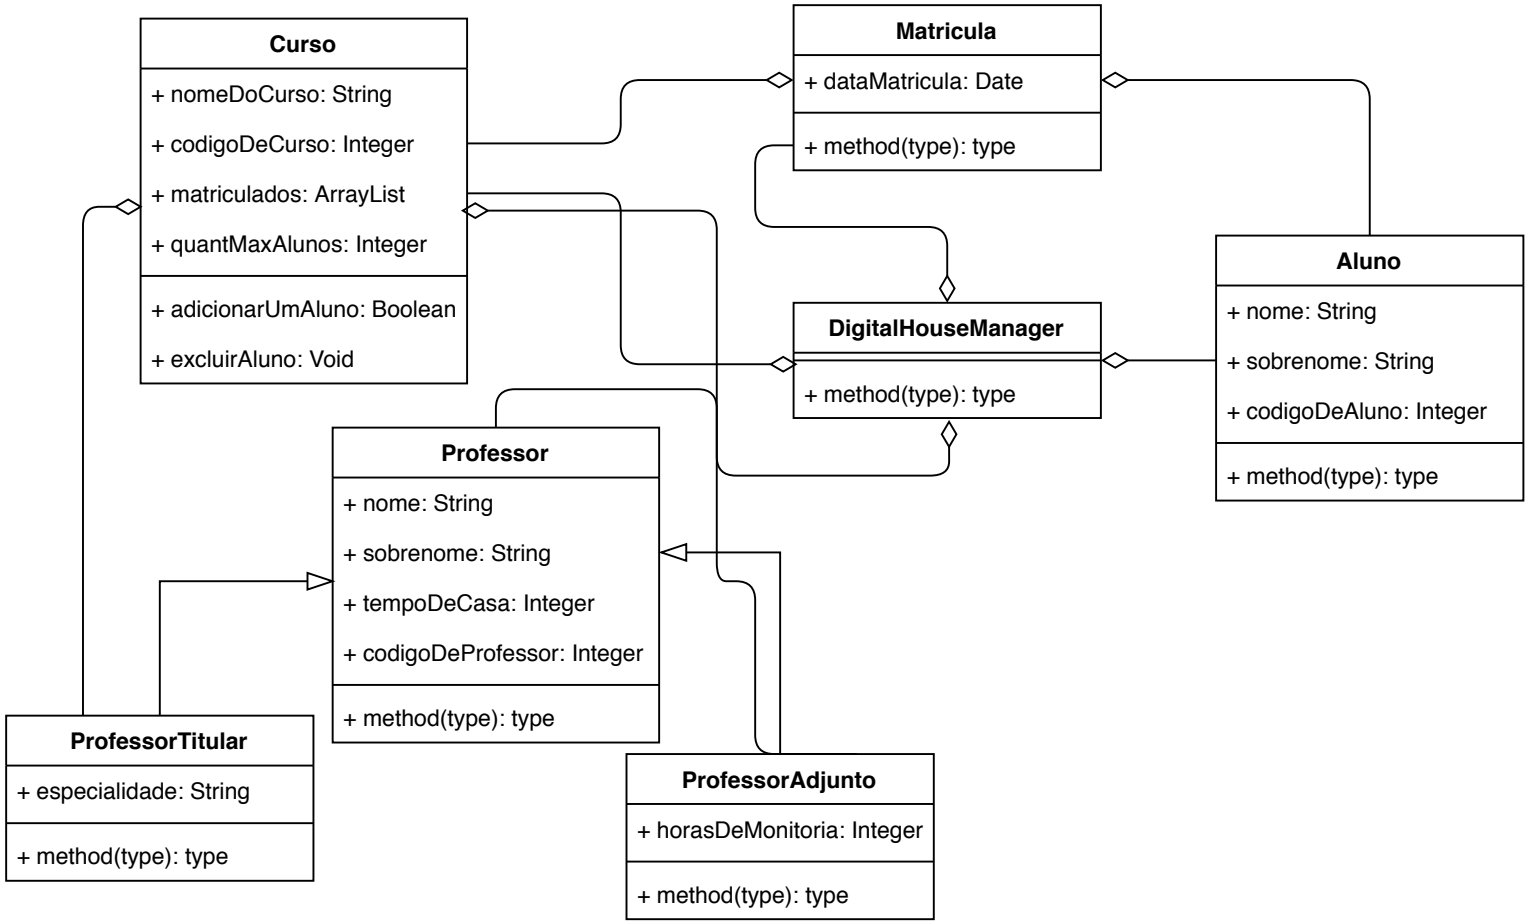 Curso
+ nomeDoCurso: String
+ codigoDeCurso: Integer
+ matriculados: ArrayList
+ quantMaxAlunos: Integer
+ adicionarUmAluno: Boolean
+ excluirAluno: Void
Matricula
+ dataMatricula: Date
+ method(type): type
DigitalHouseManager
+ method(type): type
Aluno
+ nome: String
+ sobrenome: String
+ codigoDeAluno: Integer
+ method(type): type
Professor
+ nome: String
+ sobrenome: String
+ tempoDeCasa: Integer
+ codigoDeProfessor: Integer
+ method(type): type
ProfessorTitular
+ especialidade: String
+ method(type): type
ProfessorAdjunto
+ horasDeMonitoria: Integer
+ method(type): type